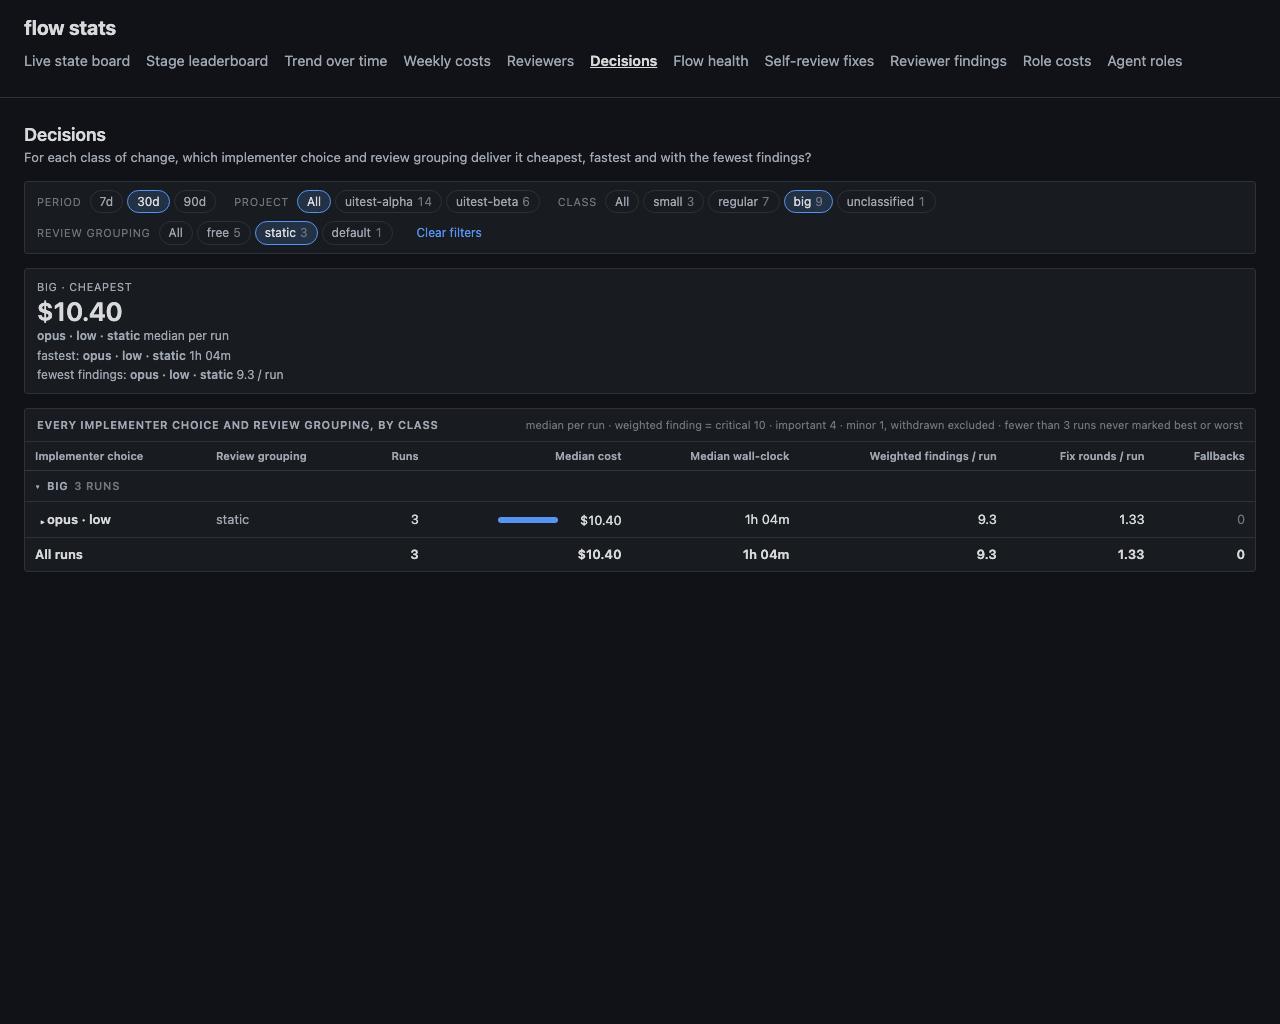 flow stats
Live state board Stage leaderboard Trend over time Weekly costs Reviewers Decisions Flow health Self-review fixes Reviewer findings Role costs Agent roles
Decisions
For each class of change, which implementer choice and review grouping deliver it cheapest, fastest and with the fewest findings?
PERIOD 7d 30d 90d PROJECT All uitest-alpha 14 uitest-beta 6 CLASS All small 3 regular 7 big 9 unclassified 1
REVIEW GROUPING All free 5 static 3 default 1 Clear filters
BIG · CHEAPEST
$10.40
opus · low · static median per run
fastest: opus · low · static 1h 04m
fewest findings: opus · low · static 9.3 / run
EVERY IMPLEMENTER CHOICE AND REVIEW GROUPING, BY CLASS median per run · weighted finding = critical 10 · important 4 · minor 1, withdrawn excluded · fewer than 3 runs never marked best or worst
Implementer choice Review grouping Runs Median cost Median wall-clock Weighted findings / run Fix rounds / run Fallbacks
▾ BIG 3 RUNS
▸ opus · low static 3 $10.40 1h 04m 9.3 1.33 0
All runs 3 $10.40 1h 04m 9.3 1.33 0